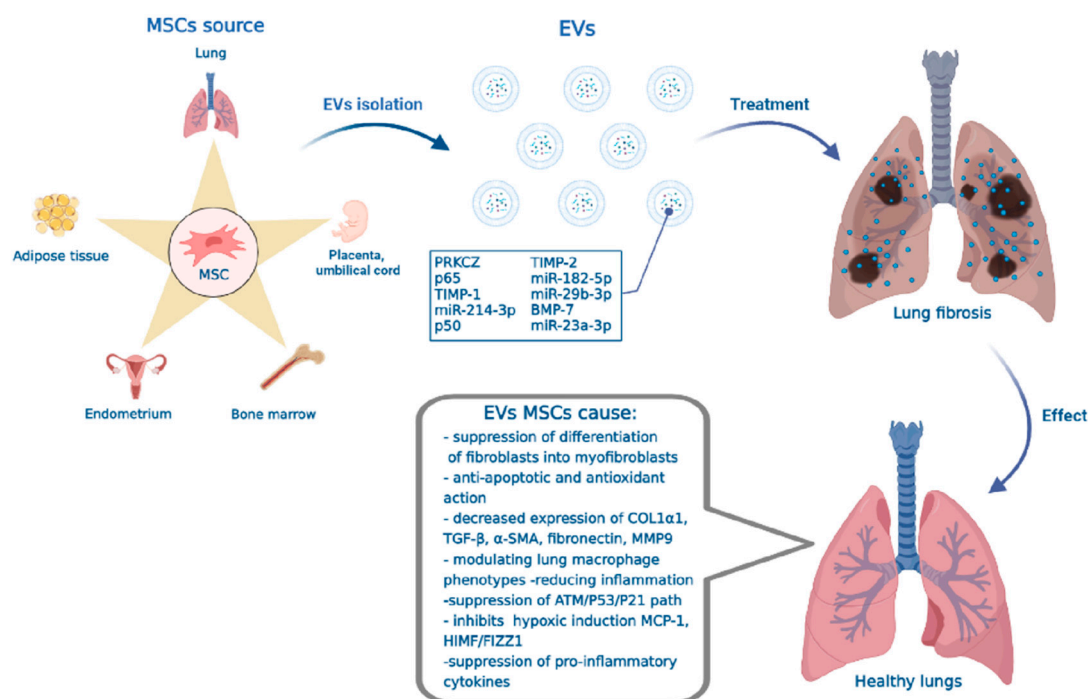 MSCs source
Lung
Adipose tissue
MSC
Placenta,
umbilical cord
Endometrium
Bone marrow
EVs isolation
EVs
PRKCZ
p65
TIMP-1
miR-214-3p
p50
TIMP-2
miR-182-5p
miR-29b-3p
BMP-7
miR-23a-3p
Treatment
Lung fibrosis
Effect
EVs MSCs cause:
- suppression of differentiation
of fibroblasts into myofibroblasts
- anti-apoptotic and antioxidant
action
- decreased expression of COL1α1,
TGF-β, α-SMA, fibronectin, MMP9
- modulating lung macrophage
phenotypes -reducing inflammation
-suppression of ATM/P53/P21 path
- inhibits hypoxic induction MCP-1,
HIMF/FIZZ1
-suppression of pro-inflammatory
cytokines
Healthy lungs